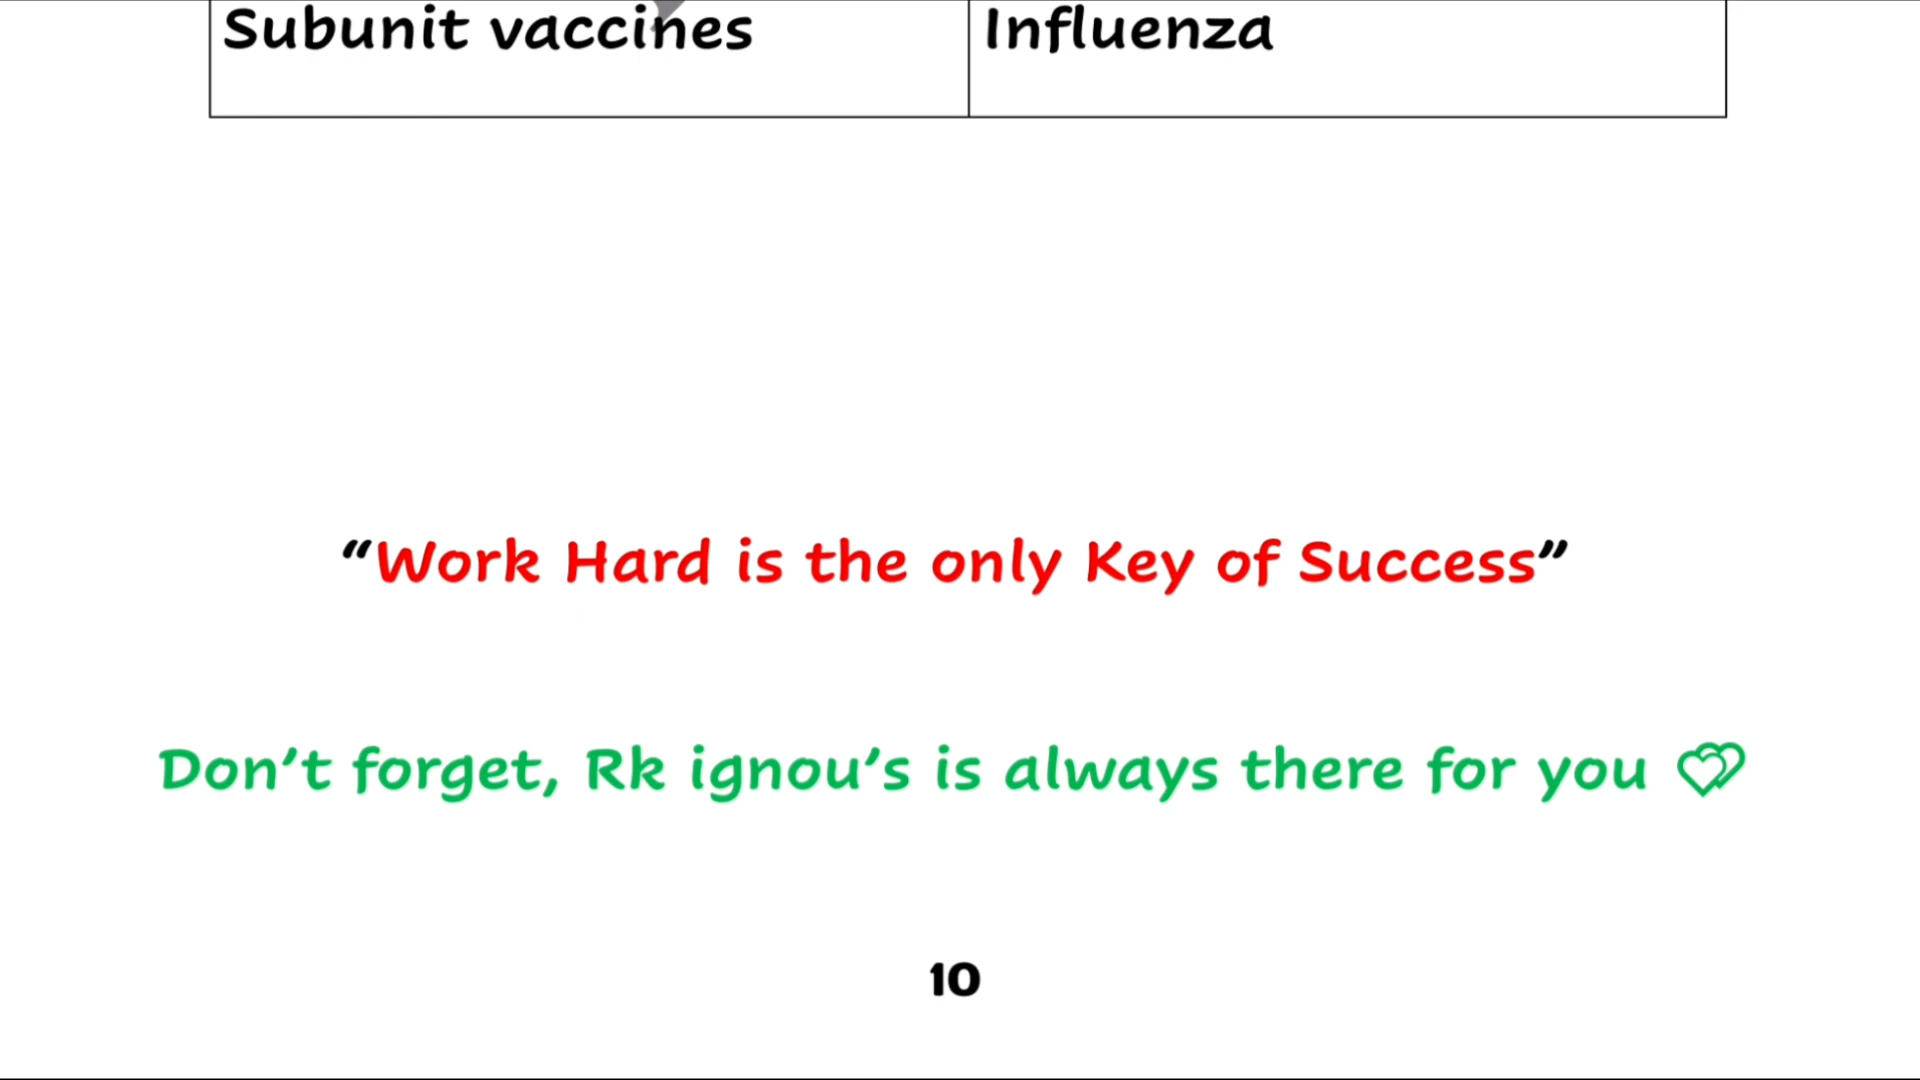 Subunit vaccines Influenza
“Work Hard is the only Key of Success”
Don’t forget, Rk ignou’s is always there for you 💕
10